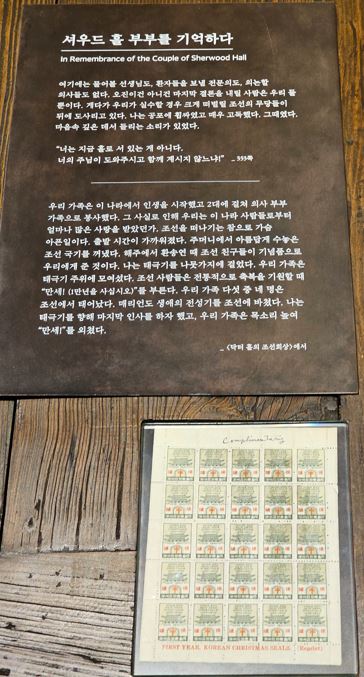 셔우드 홀 부부를 기억하다
In Remembrance of the Couple of Sherwood Hall
여기에는 물어볼 선생님도, 환자들을 보낼 전문의도, 의논할
의사들도 없다. 오진이건 아니건 마지막 결론을 내릴 사람은 우리 둘
뿐이다. 게다가 우리가 실수할 경우 크게 떠벌릴 조선의 무당들이
뒤에 도사리고 있다. 나는 공포에 휩싸였고 매우 고독했다. 그때였다.
마음속 깊은 데서 들리는 소리가 있었다.
“너는 지금 홀로 서 있는 게 아니다.
너의 주님이 도와주시고 함께 계시지 않느냐!”
우리 가족은 이 나라에서 인생을 시작했고 2대에 걸쳐 의사 부부
가족으로 봉사했다. 그 사실로 인해 우리는 이 나라 사람들로부터
얼마나 많은 사랑을 받았던가. 조선을 떠나기는 참으로 가슴
아픈일이다. 출발 시간이 가까워졌다. 주머니에서 아름답게 수놓은
조선 국기를 꺼냈다. 해주에서 환송연 때 조선 친구들이 기념품으로
우리에게 준 것이다. 나는 태극기를 나뭇가지에 걸었다. 우리 가족은
태극기 주위에 모여섰다. 조선 사람들은 전통적으로 축복을 기원할 때
“만세! (1만년을 사십시오)”를 부른다. 우리 가족 다섯 중 네 명은
조선에서 태어났다. 매리언도 생애의 전성기를 조선에 바쳤다. 나는
태극기를 향해 마지막 인사를 하자 했고, 우리 가족은 목소리 높여
“만세!”를 외쳤다.
_ 《닥터 홀의 조선회상》에서
Complimentary
FIRST YEAR, KOREAN CHRISTMAS SEALS.